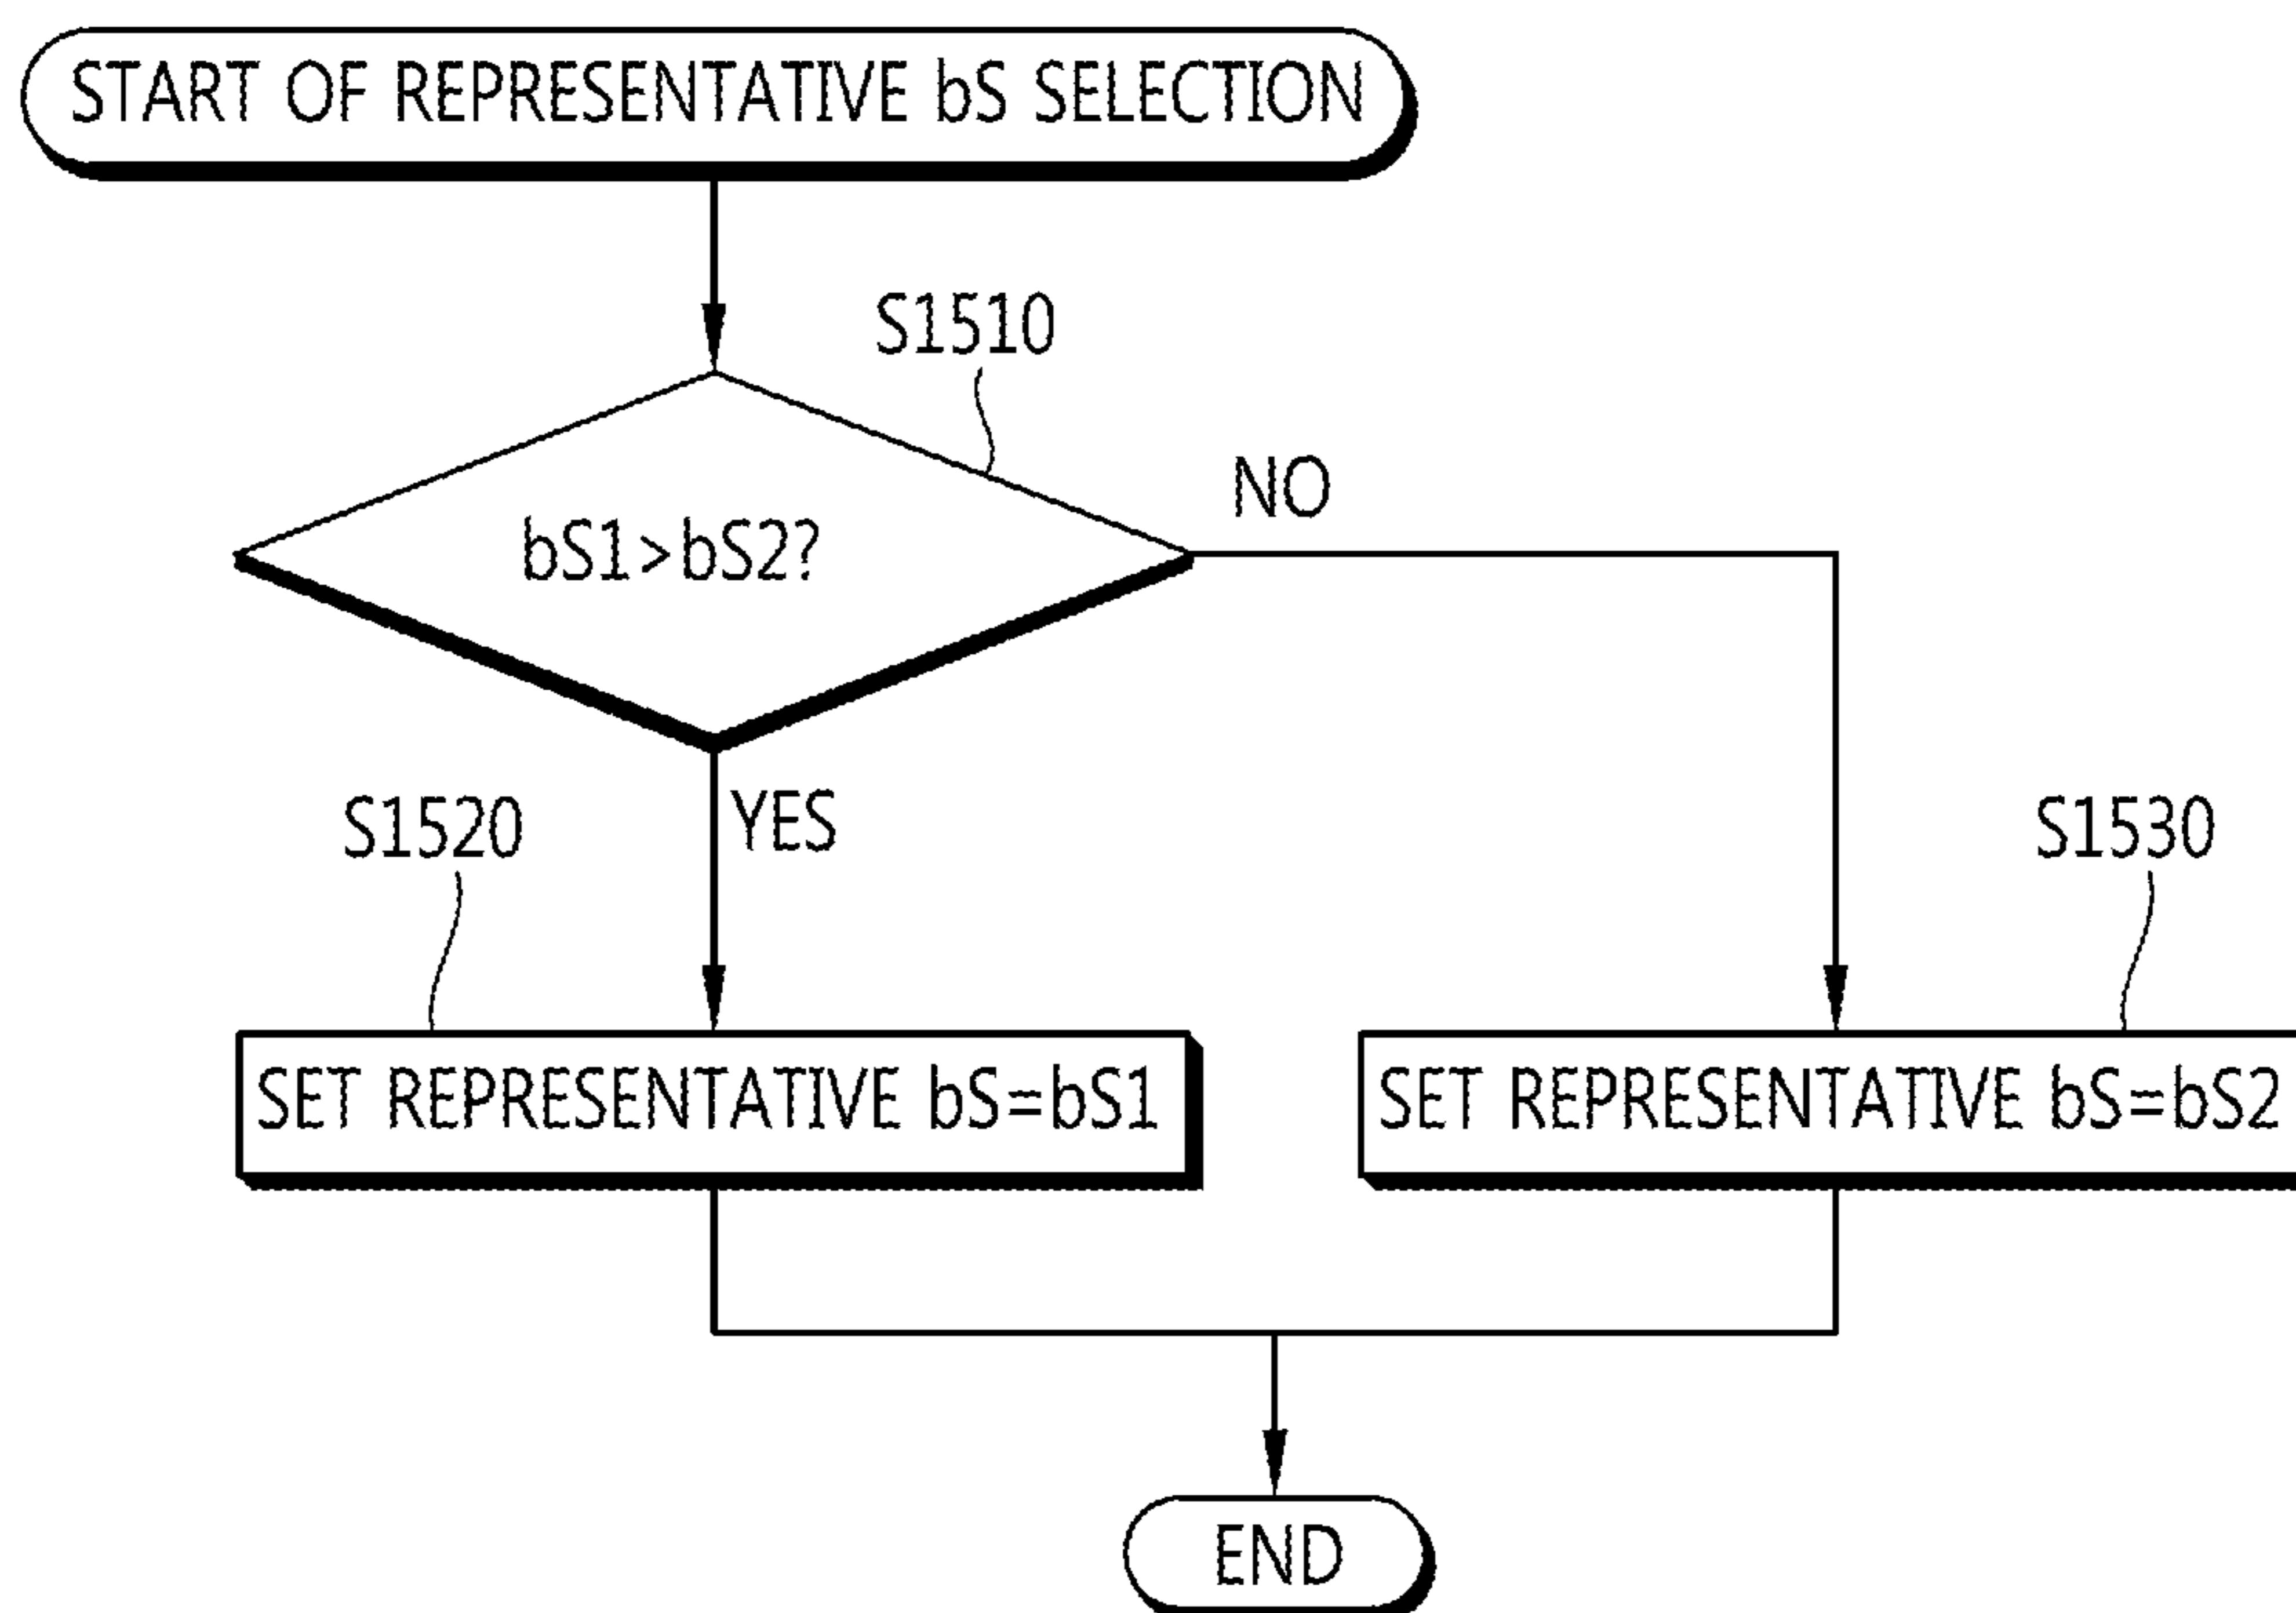 START OF REPRESENTATIVE bS SELECTION
S1510
bS1>bS2?
NO
YES
S1520
S1530
SET REPRESENTATIVE bS=bS1
SET REPRESENTATIVE bS=bS2
END